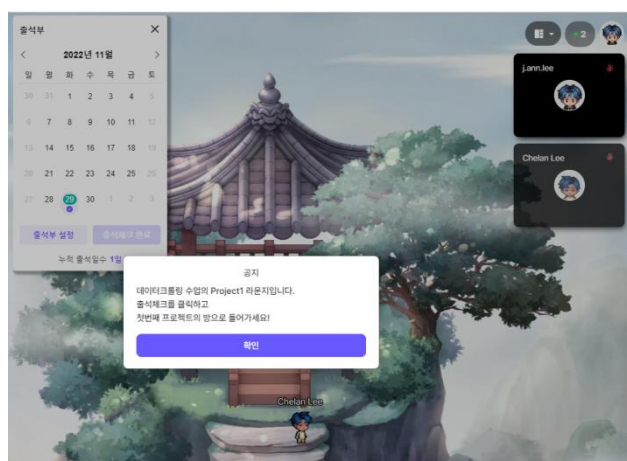 출석부
2022년 11월
일 월 화 수 목 금 토
30 31 1 2 3 4 5
6 7 8 9 10 11 12
13 14 15 16 17 18 19
20 21 22 23 24 25 26
27 28 29 30 1 2 3
출석부 설정 출석체크 완료
누적 출석일수 1일
2
j.ann.lee
Chelan Lee
공지
데이터크롤링 수업의 Project1 라운지입니다.
출석체크를 클릭하고
첫번째 프로젝트의 방으로 들어가세요!
확인
Chelan Lee